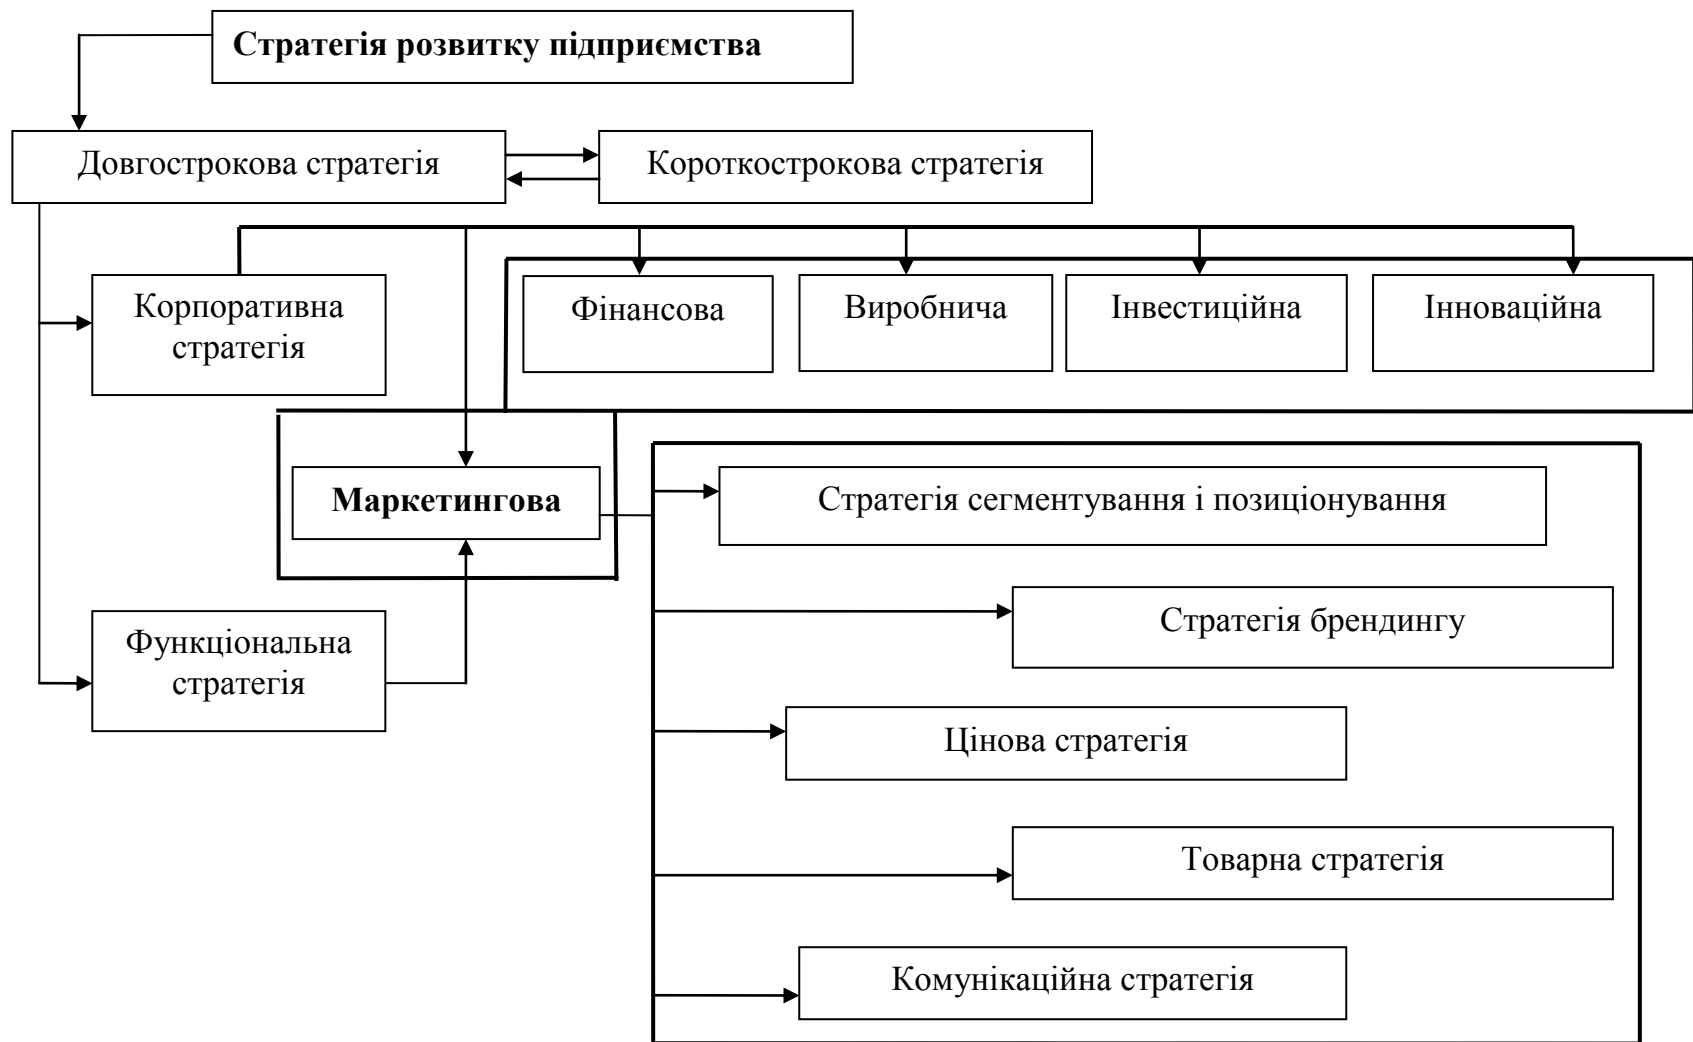 Стратегія розвитку підприємства
Довгострокова стратегія
Короткострокова стратегія
Корпоративна
стратегія
Фінансова
Виробнича
Інвестиційна
Інноваційна
Маркетингова
Стратегія сегментування і позиціонування
Стратегія брендингу
Функціональна
стратегія
Цінова стратегія
Товарна стратегія
Комунікаційна стратегія